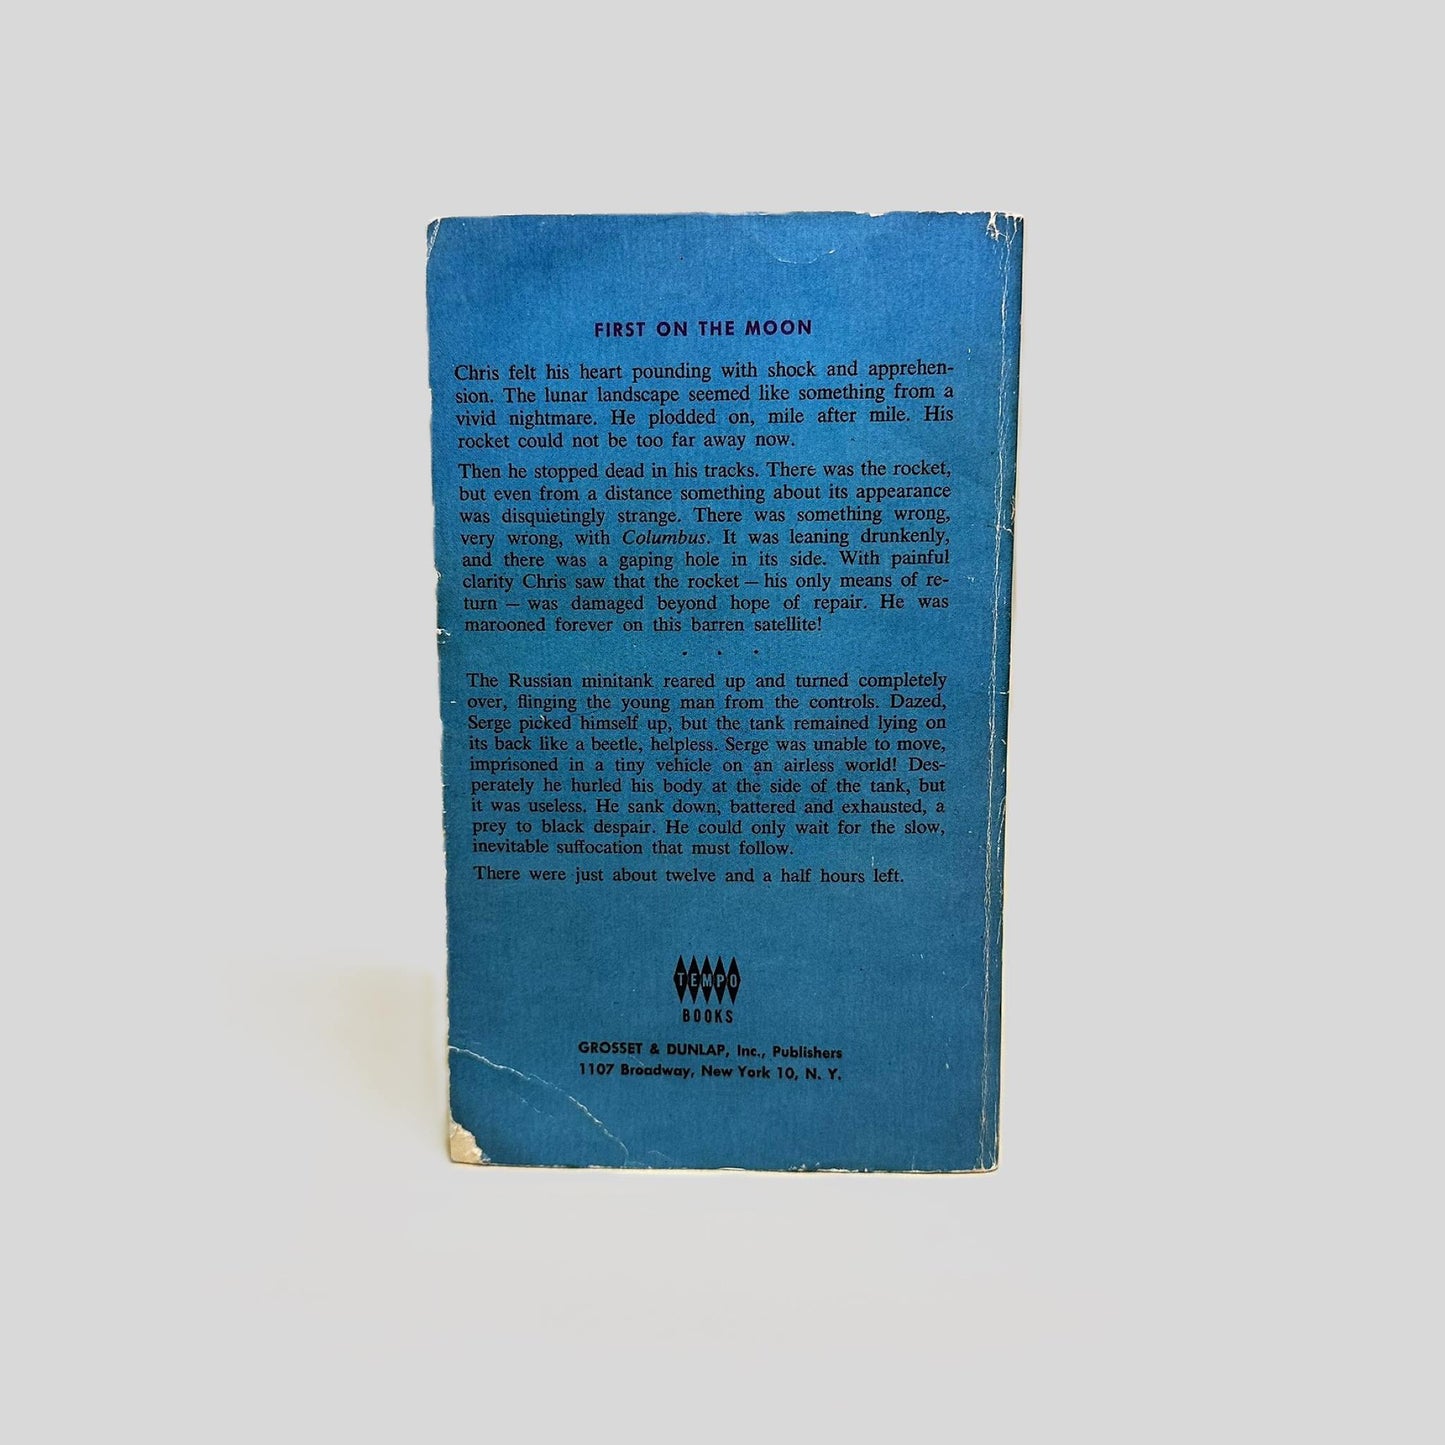 FIRST ON THE MOON
Chris felt his heart pounding with shock and apprehen-
sion. The lunar landscape seemed like something from a
vivid nightmare. He plodded on, mile after mile. His
rocket could not be too far away now.
Then he stopped dead in his tracks. There was the rocket,
but even from a distance something about its appearance
was disquietingly strange. There was something wrong,
very wrong, with Columbus. It was leaning drunkenly,
and there was a gaping hole in its side. With painful
clarity Chris saw that the rocket — his only means of re-
turn — was damaged beyond hope of repair. He was
marooned forever on this barren satellite!
. . .
The Russian minitank reared up and turned completely
over, flinging the young man from the controls. Dazed,
Serge picked himself up, but the tank remained lying on
its back like a beetle, helpless. Serge was unable to move,
imprisoned in a tiny vehicle on an airless world! Des-
perately he hurled his body at the side of the tank, but
it was useless. He sank down, battered and exhausted, a
prey to black despair. He could only wait for the slow,
inevitable suffocation that must follow.
There were just about twelve and a half hours left.
TEMPO
BOOKS
GROSSET & DUNLAP, Inc., Publishers
1107 Broadway, New York 10, N. Y.